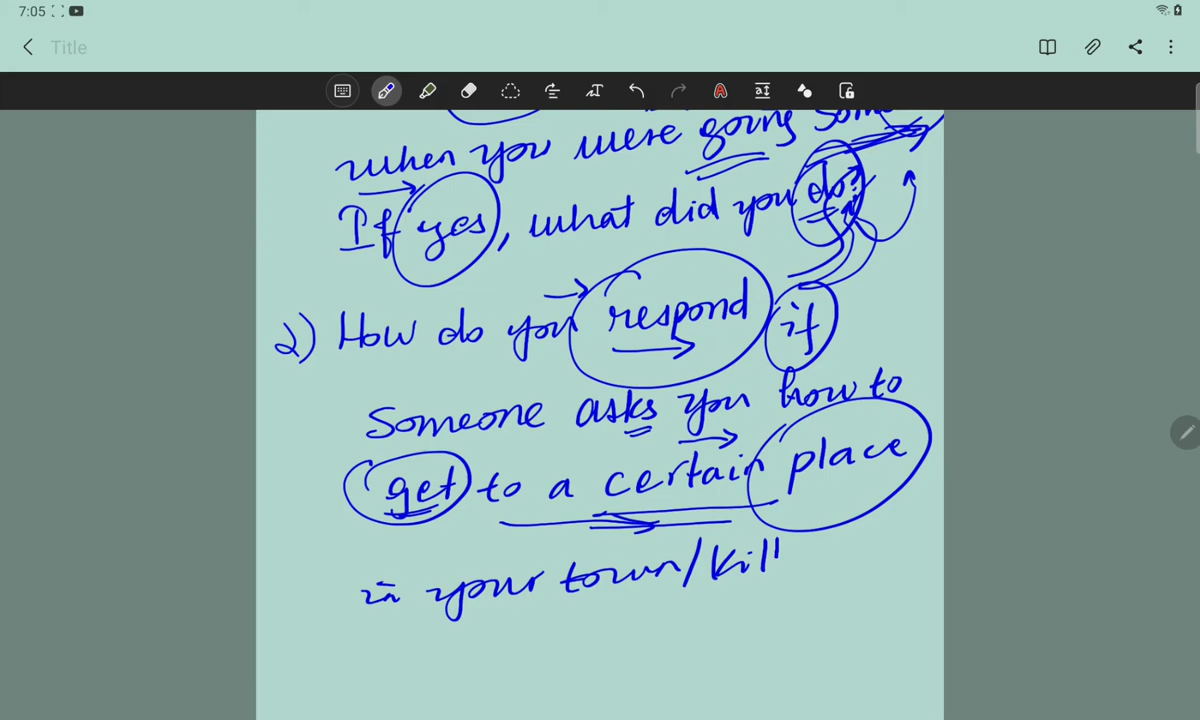 7:05
Title
when you were going
If yes, what did you do?
2) How do you respond if
Someone asks you how to
get to a certain place
in your town/kill